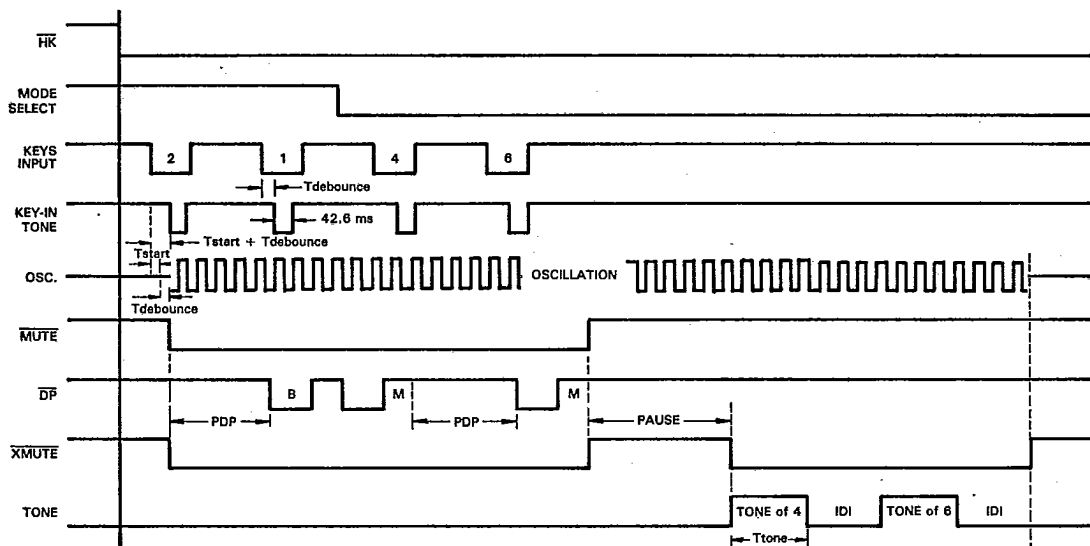 HK
MODE
SELECT
KEYS
INPUT
2
1
4
6
Tdebounce
KEY-IN
TONE
42,6 ms
Tstart
Tstart + Tdebounce
OSC.
OSCILLATION
Tdebounce
MUTE
DP
B
M
M
PDP
PDP
PAUSE
XMUTE
TONE
TONE of 4
IDI
TONE of 6
IDI
Ttone